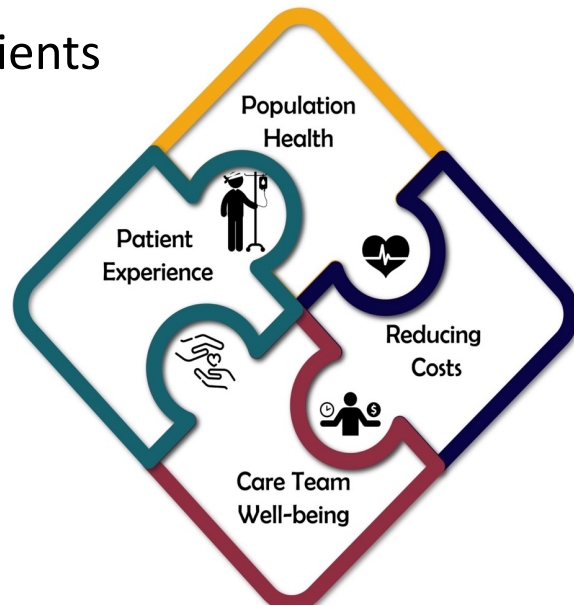 ients
Population
Health
Patient
Experience
Reducing
Costs
$
Care Team
Well-being